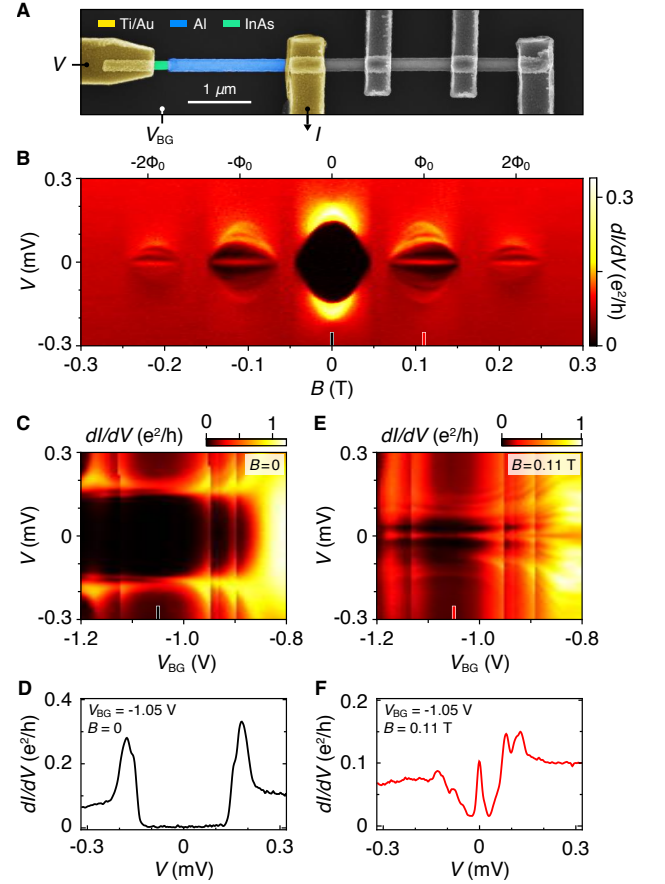 A
Ti/Au Al InAs
V
1 μm
V_BG
I
B
-2Φ₀ -Φ₀ 0 Φ₀ 2Φ₀
0.3
0
-0.3
V (mV)
-0.3 -0.2 -0.1 0 0.1 0.2 0.3
B (T)
0.3
0
dI/dV (e²/h)
C
dI/dV (e²/h)
0 1
B=0
0.3
0
-0.3
V (mV)
-1.2 -1.0 -0.8
V_BG (V)
E
dI/dV (e²/h)
0 1
B=0.11 T
0.3
0
-0.3
V (mV)
-1.2 -1.0 -0.8
V_BG (V)
D
V_BG = -1.05 V
B = 0
0.4
0.2
0
dI/dV (e²/h)
-0.3 0 0.3
V (mV)
F
V_BG = -1.05 V
B = 0.11 T
0.2
0.1
0
dI/dV (e²/h)
-0.3 0 0.3
V (mV)